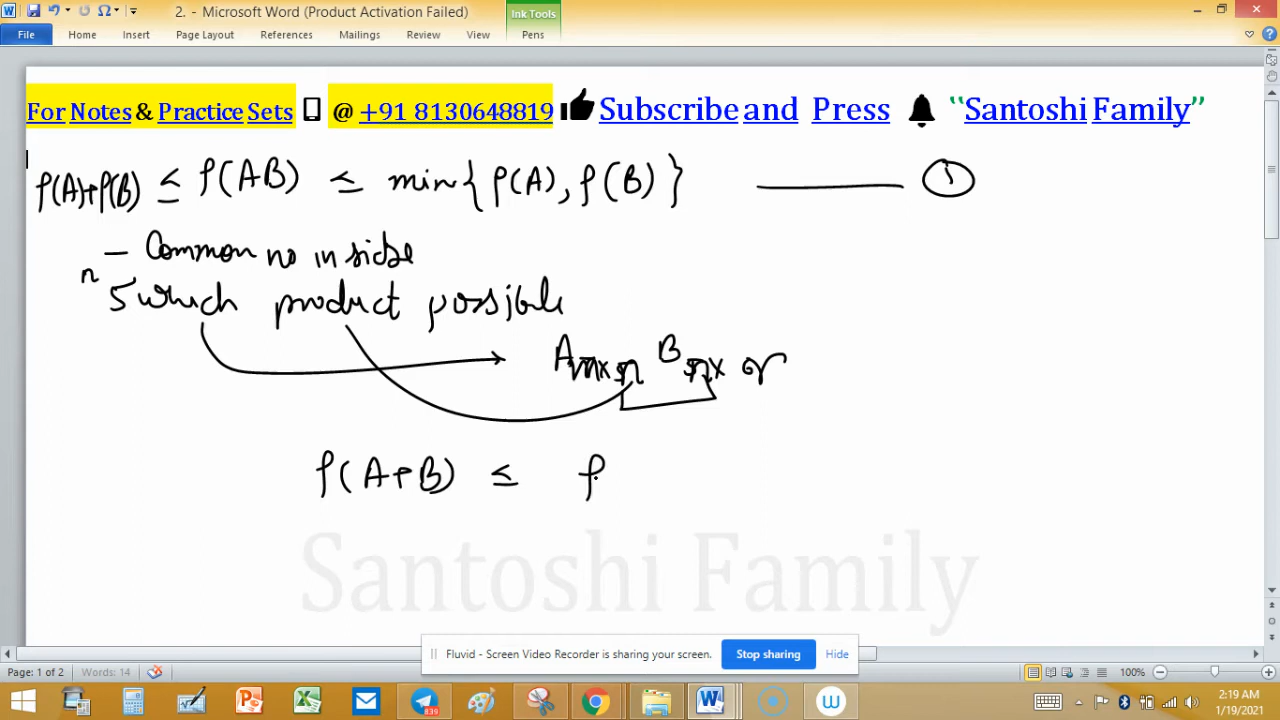 2. - Microsoft Word (Product Activation Failed)
Ink Tools
File Home Insert Page Layout References Mailings Review View Pens
For Notes & Practice Sets @ +91 8130648819 Subscribe and Press "Santoshi Family"
ρ(A)+ρ(B) ≤ ρ(AB) ≤ min{ρ(A), ρ(B)} ——— ①
— Common no in side
n
which product possible
A m×n B n×r
ρ(A+B) ≤ ρ
Santoshi Family
Fluvid - Screen Video Recorder is sharing your screen. Stop sharing Hide
Page: 1 of 2 Words: 14 100%
R39
2:19 AM
1/19/2021